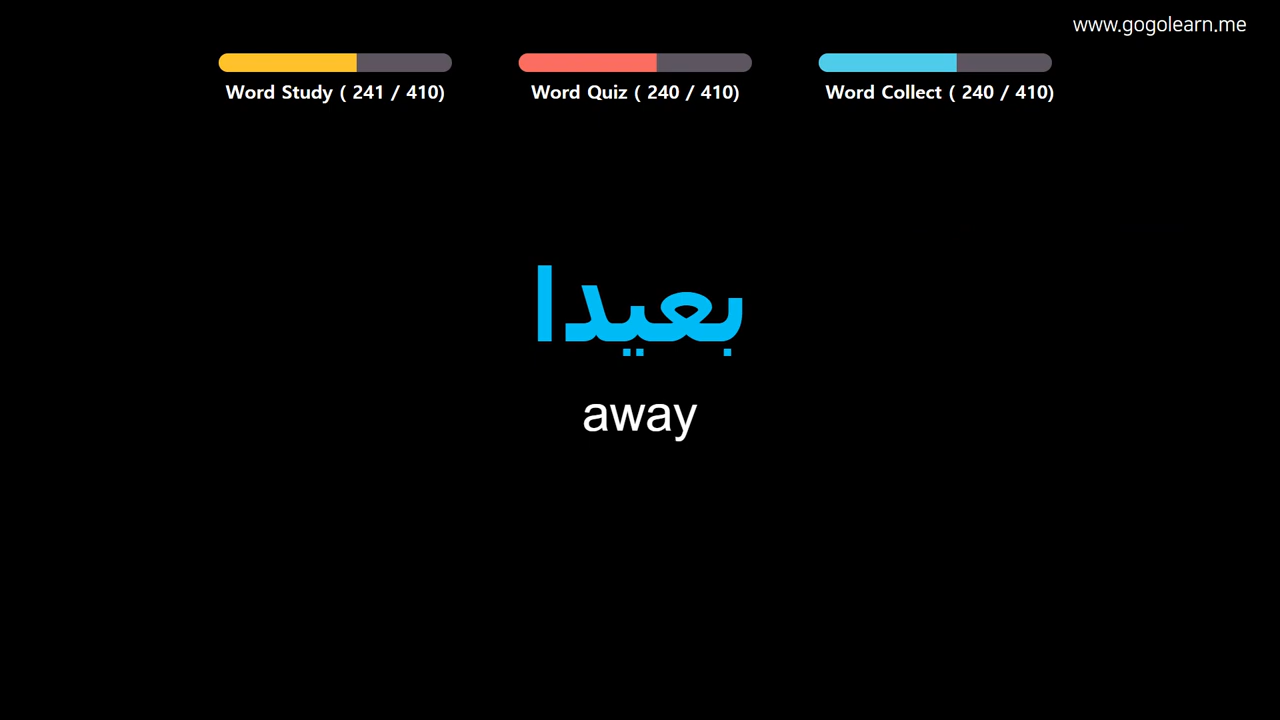 www.gogolearn.me
Word Study ( 241 / 410)
Word Quiz ( 240 / 410)
Word Collect ( 240 / 410)
بعيدا
away